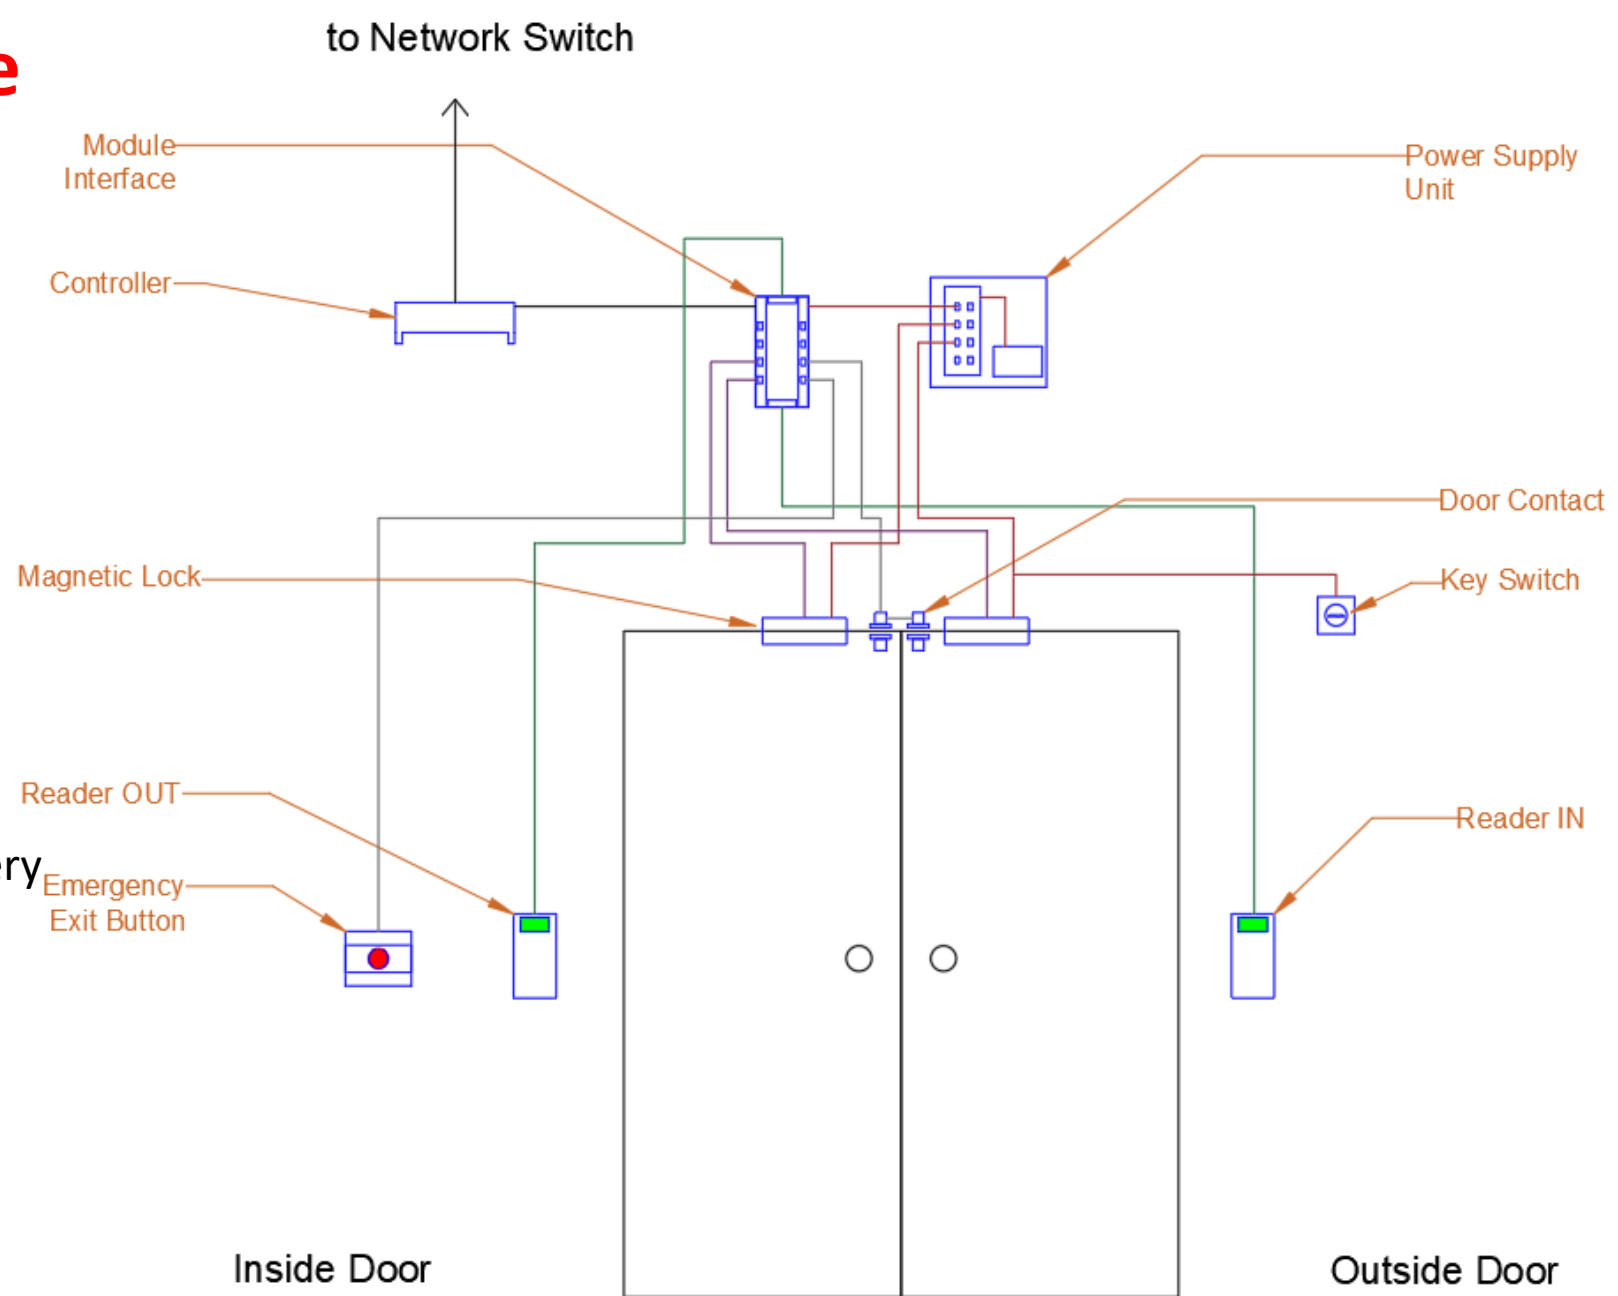 to Network Switch
e
Module
Interface
Power Supply
Unit
Controller
Door Contact
Magnetic Lock
Key Switch
Reader OUT
Reader IN
ery
Emergency
Exit Button
Inside Door
Outside Door